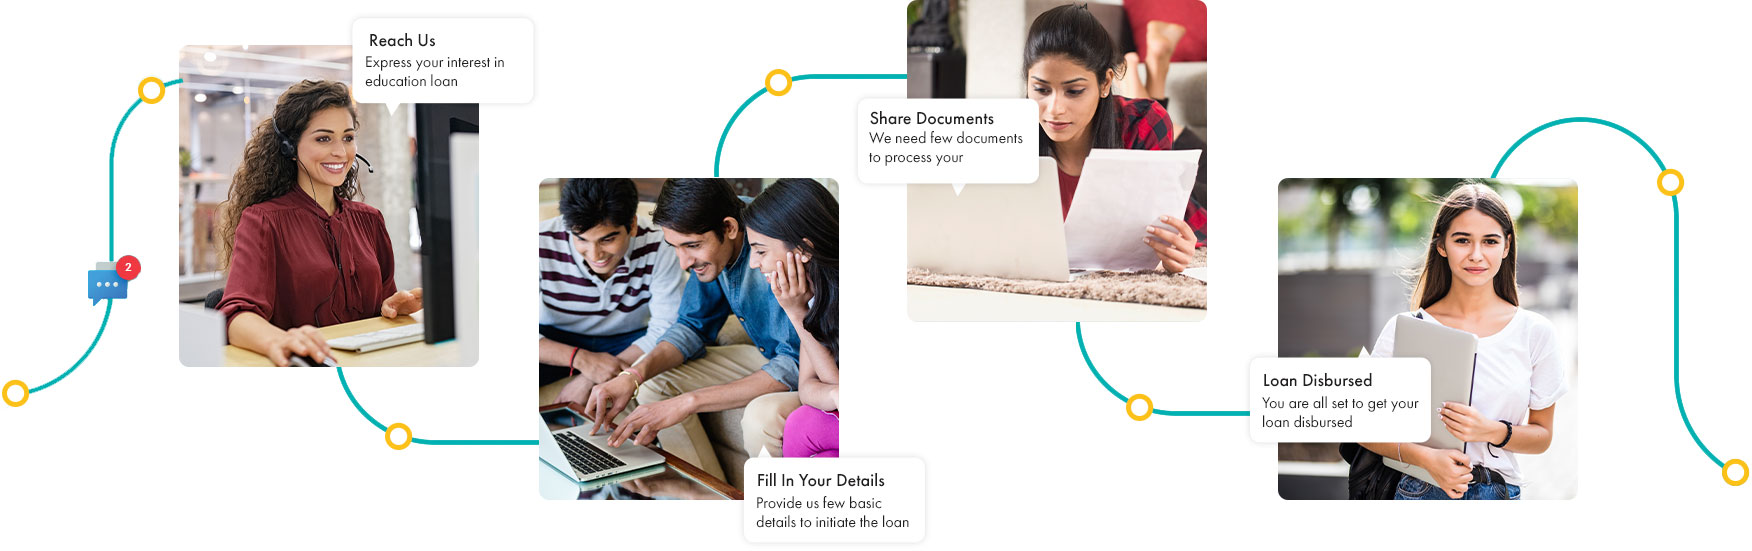 Reach Us
Express your interest in
education loan
2
Fill In Your Details
Provide us few basic
details to initiate the loan
Share Documents
We need few documents
to process your
Loan Disbursed
You are all set to get your
loan disbursed